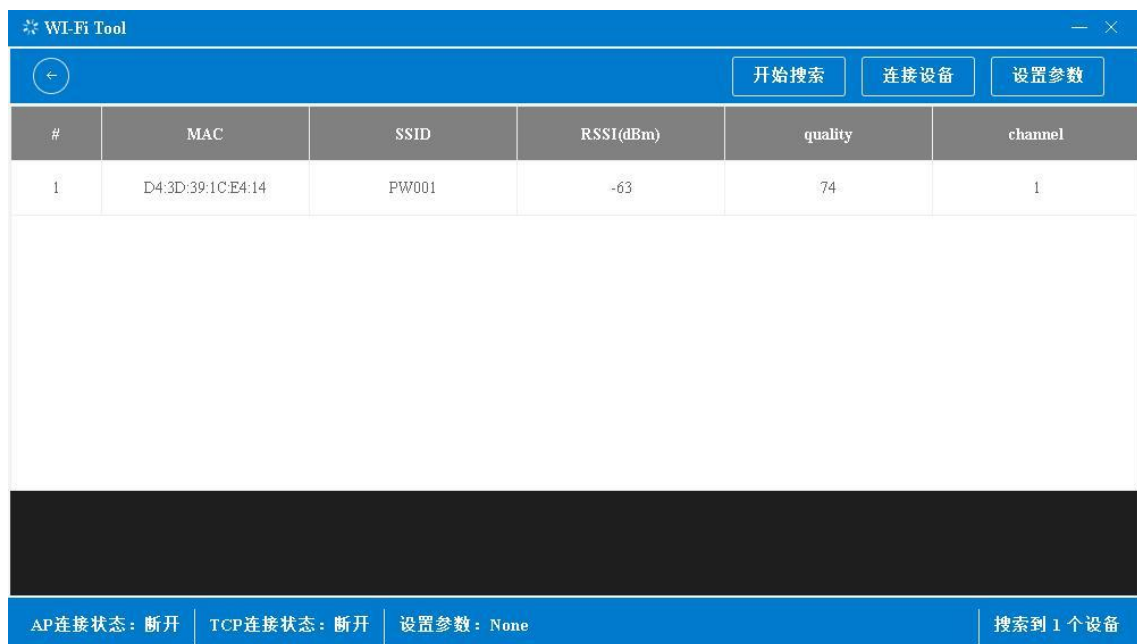 WI-Fi Tool
开始搜索 连接设备 设置参数
# MAC SSID RSSI(dBm) quality channel
1 D4:3D:39:1C:E4:14 PW001 -63 74 1
AP连接状态：断开 TCP连接状态：断开 设置参数：None 搜索到 1 个设备